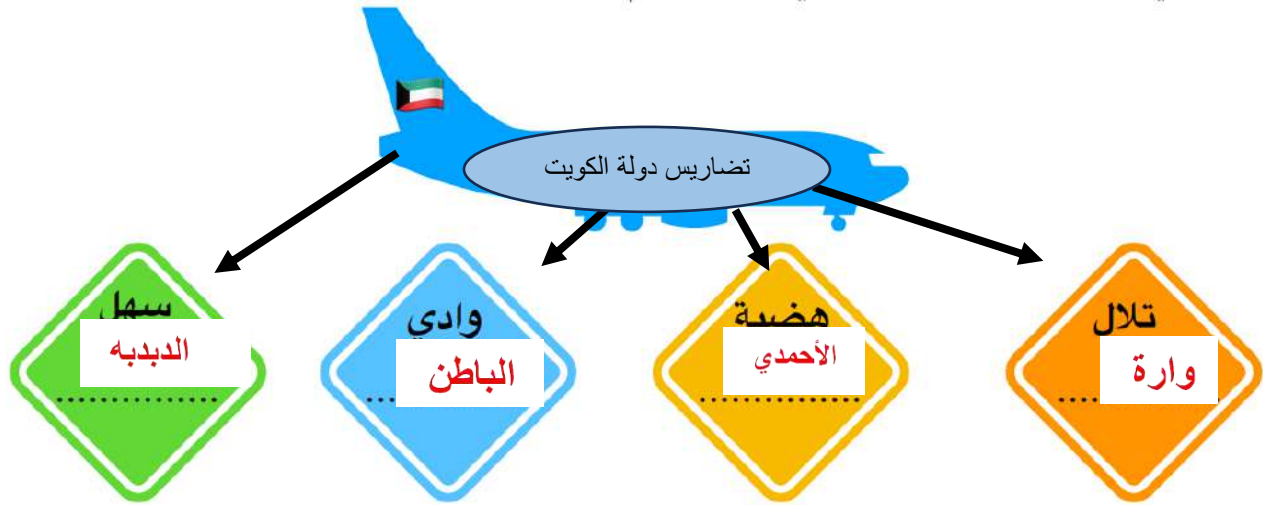 تضاريس دولة الكويت
تلال
وارة
هضبة
الأحمدي
وادي
الباطن
سهل
الدبدبه